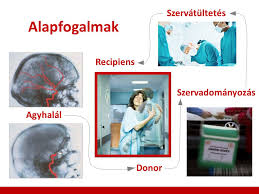 Alapfogalmak
Szervátültetés
Recipiens
Szervadományozás
Agyhalál
Donor